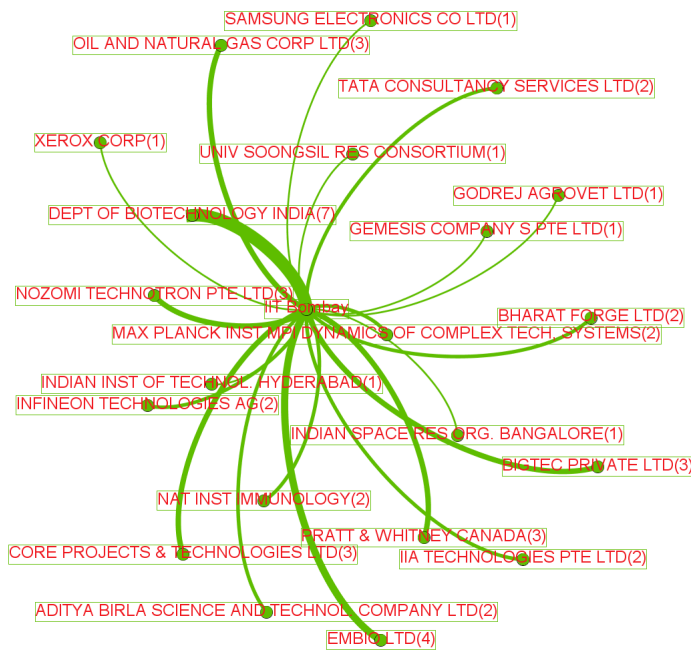 SAMSUNG ELECTRONICS CO LTD(1)
OIL AND NATURAL GAS CORP LTD(3)
TATA CONSULTANCY SERVICES LTD(2)
XEROX CORP(1)
UNIV SOONGSIL RES CONSORTIUM(1)
GODREJ AGROVET LTD(1)
DEPT OF BIOTECHNOLOGY INDIA(7)
GEMESIS COMPANY S PTE LTD(1)
NOZOMI TECHNOTRON PTE LTD(3)
IIT Bombay
BHARAT FORGE LTD(2)
MAX PLANCK INST MPI DYNAMICS OF COMPLEX TECH, SYSTEMS(2)
INDIAN INST OF TECHNOL. HYDERABAD(1)
INFINEON TECHNOLOGIES AG(2)
INDIAN SPACE RES ORG. BANGALORE(1)
BIGTEC PRIVATE LTD(3)
NAT INST IMMUNOLOGY(2)
PRATT & WHITNEY CANADA(3)
CORE PROJECTS & TECHNOLOGIES LTD(3)
IIA TECHNOLOGIES PTE LTD(2)
ADITYA BIRLA SCIENCE AND TECHNOL. COMPANY LTD(2)
EMBIO LTD(4)